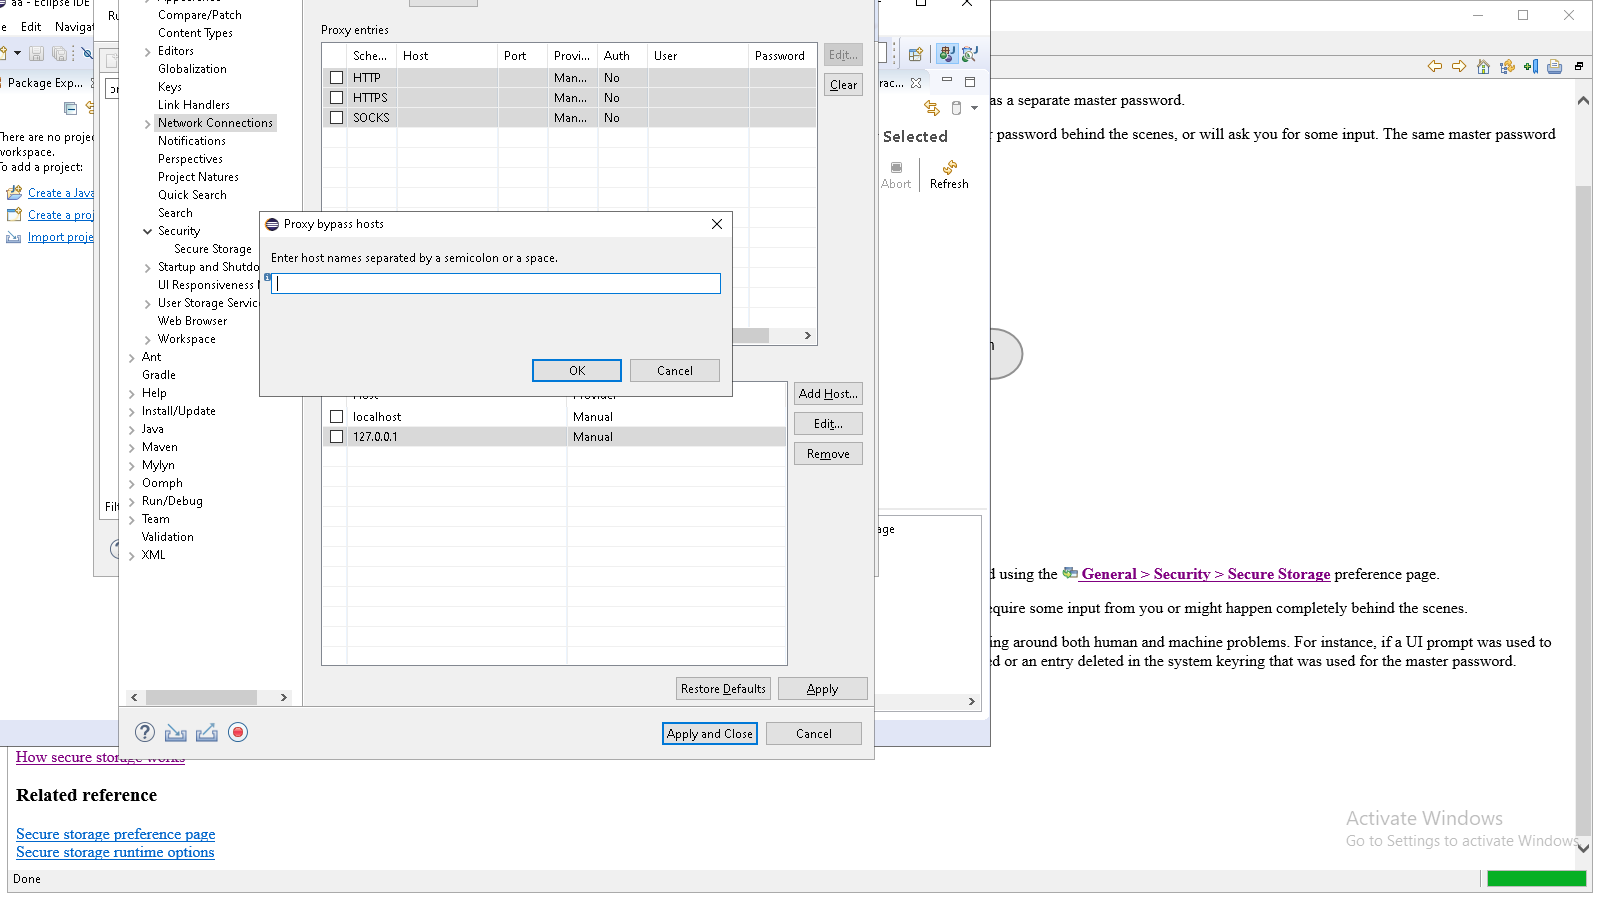 aa - Eclipse IDE
Edit
Navigat
Package Exp...
There are no projec
workspace.
To add a project:
Create a Java
Create a proj
Import proje
Ru
Filt
Appearance
Compare/Patch
Content Types
Editors
Globalization
Keys
Link Handlers
Network Connections
Notifications
Perspectives
Project Natures
Quick Search
Search
Security
Secure Storage
Startup and Shutdo
UI Responsiveness
User Storage Servic
Web Browser
Workspace
Ant
Gradle
Help
Install/Update
Java
Maven
Mylyn
Oomph
Run/Debug
Team
Validation
XML
Proxy entries
Sche... Host Port Provi... Auth User Password
HTTP Man... No
HTTPS Man... No
SOCKS Man... No
Edit...
Clear
Proxy bypass hosts
Enter host names separated by a semicolon or a space.
OK
Cancel
Host Provider
localhost Manual
127.0.0.1 Manual
Add Host...
Edit...
Remove
Restore Defaults
Apply
Apply and Close
Cancel
rac...
Selected
Abort
Refresh
age
as a separate master password.
r password behind the scenes, or will ask you for some input. The same master password
n
d using the General > Security > Secure Storage preference page.
equire some input from you or might happen completely behind the scenes.
ing around both human and machine problems. For instance, if a UI prompt was used to
ed or an entry deleted in the system keyring that was used for the master password.
How secure storage works
Related reference
Secure storage preference page
Secure storage runtime options
Done
Activate Windows
Go to Settings to activate Windows.